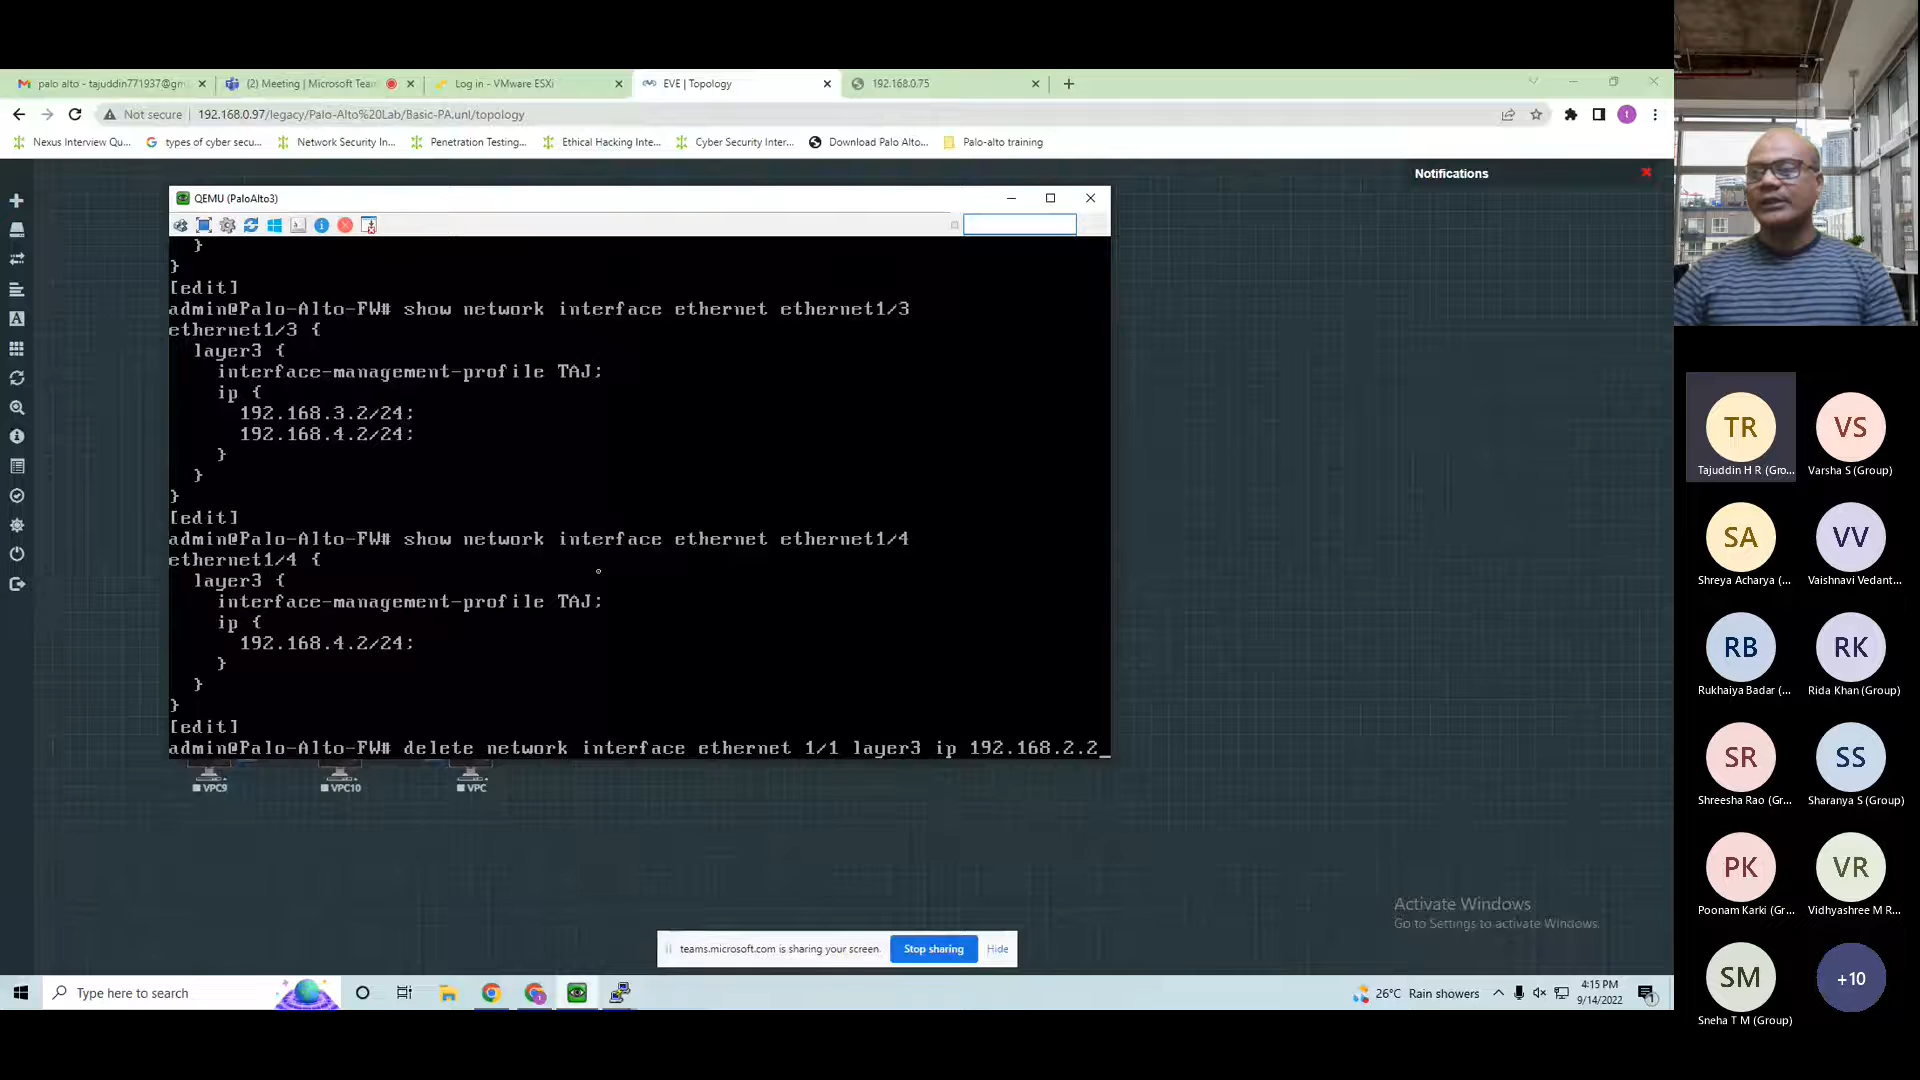 palo alto - tajuddin771937@gm
(2) Meeting | Microsoft Team
Log in - VMware ESXi
EVE | Topology
192.168.0.75
Not secure
192.168.0.97/legacy/Palo-Alto%20Lab/Basic-PA.unl/topology
t
Nexus Interview Qu...
types of cyber secu...
Network Security In...
Penetration Testing...
Ethical Hacking Inte...
Cyber Security Inter...
Download Palo Alto...
Palo-alto training
Notifications
QEMU (PaloAlto3)
}
}
[edit]
admin@Palo-Alto-FW# show network interface ethernet ethernet1/3
ethernet1/3 {
layer3 {
interface-management-profile TAJ;
ip {
192.168.3.2/24;
192.168.4.2/24;
}
}
}
[edit]
admin@Palo-Alto-FW# show network interface ethernet ethernet1/4
ethernet1/4 {
layer3 {
interface-management-profile TAJ;
ip {
192.168.4.2/24;
}
}
}
[edit]
admin@Palo-Alto-FW# delete network interface ethernet 1/1 layer3 ip 192.168.2.2_
VPC9
VPC10
VPC
Activate Windows
Go to Settings to activate Windows.
teams.microsoft.com is sharing your screen.
Stop sharing
Hide
Type here to search
26°C Rain showers
4:15 PM
9/14/2022
1
TR
Tajuddin H R (Gro...
VS
Varsha S (Group)
SA
Shreya Acharya (...
VV
Vaishnavi Vedant...
RB
Rukhaiya Badar (...
RK
Rida Khan (Group)
SR
Shreesha Rao (Gr...
SS
Sharanya S (Group)
PK
Poonam Karki (Gr...
VR
Vidhyashree M R...
SM
Sneha T M (Group)
+10